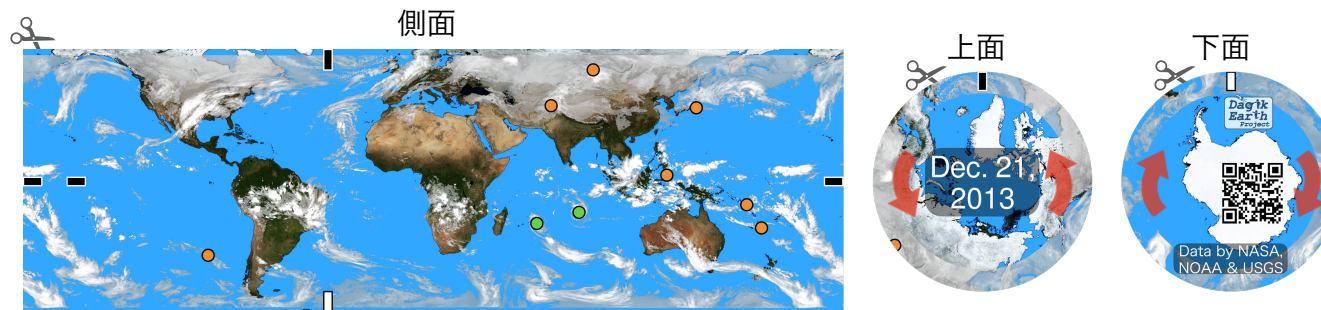 側面
上面
下面
Dec. 21,
2013
Dagik
Earth
Project
Data by NASA,
NOAA & USGS